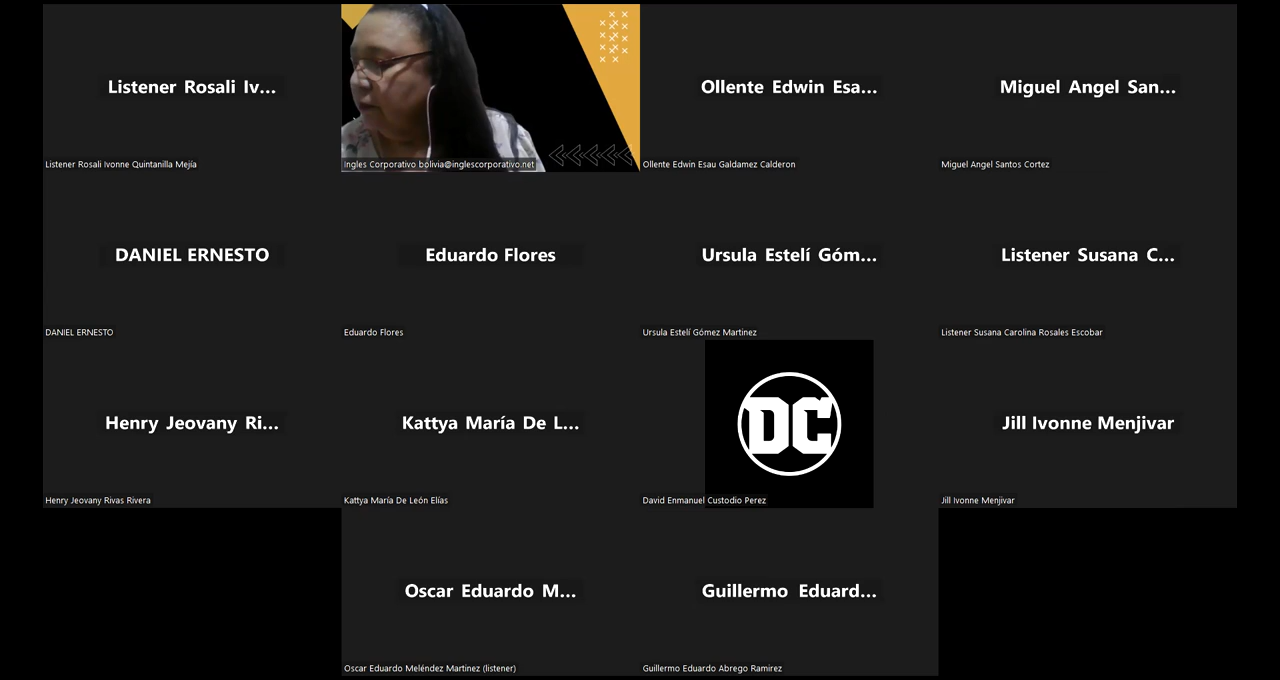 Listener Rosali Iv...
Listener Rosali Ivonne Quintanilla Mejía
Ingles Corporativo bolivia@inglescorporativo.net
Ollente Edwin Esa...
Ollente Edwin Esau Galdamez Calderon
Miguel Angel San...
Miguel Angel Santos Cortez
DANIEL ERNESTO
DANIEL ERNESTO
Eduardo Flores
Eduardo Flores
Ursula Estelí Góm...
Ursula Estelí Gómez Martinez
Listener Susana C...
Listener Susana Carolina Rosales Escobar
Henry Jeovany Ri...
Henry Jeovany Rivas Rivera
Kattya María De L...
Kattya María De León Elías
DC
David Enmanuel Custodio Perez
Jill Ivonne Menjivar
Jill Ivonne Menjivar
Oscar Eduardo M...
Oscar Eduardo Meléndez Martinez (listener)
Guillermo Eduard...
Guillermo Eduardo Abrego Ramirez